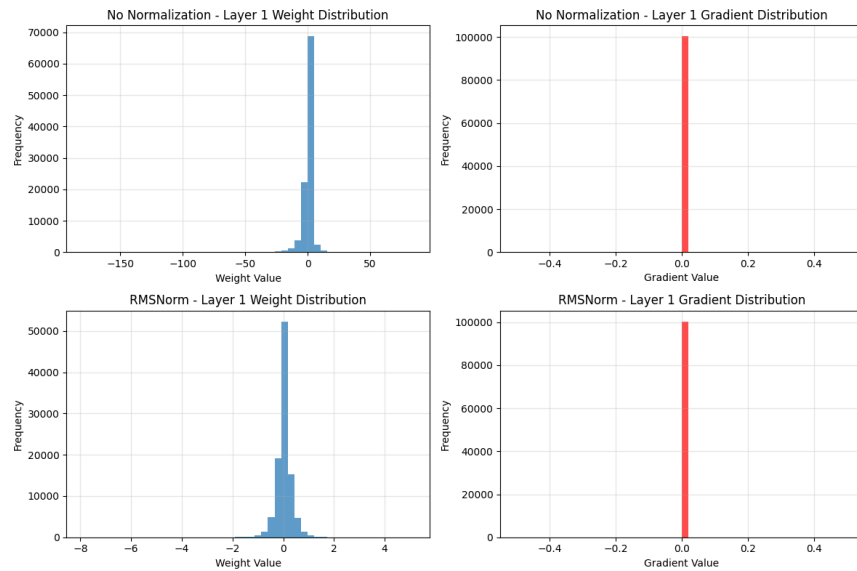 No Normalization - Layer 1 Weight Distribution
70000
60000
50000
40000
30000
20000
10000
0
Frequency
−150 −100 −50 0 50
Weight Value
No Normalization - Layer 1 Gradient Distribution
100000
80000
60000
40000
20000
0
Frequency
−0.4 −0.2 0.0 0.2 0.4
Gradient Value
RMSNorm - Layer 1 Weight Distribution
50000
40000
30000
20000
10000
0
Frequency
−8 −6 −4 −2 0 2 4
Weight Value
RMSNorm - Layer 1 Gradient Distribution
100000
80000
60000
40000
20000
0
Frequency
−0.4 −0.2 0.0 0.2 0.4
Gradient Value